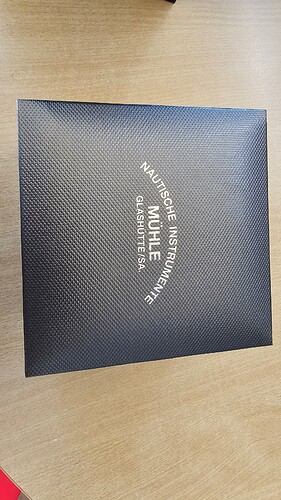 NAUTISCHE INSTRUMENTE
MÜHLE
GLASHÜTTE/SA.